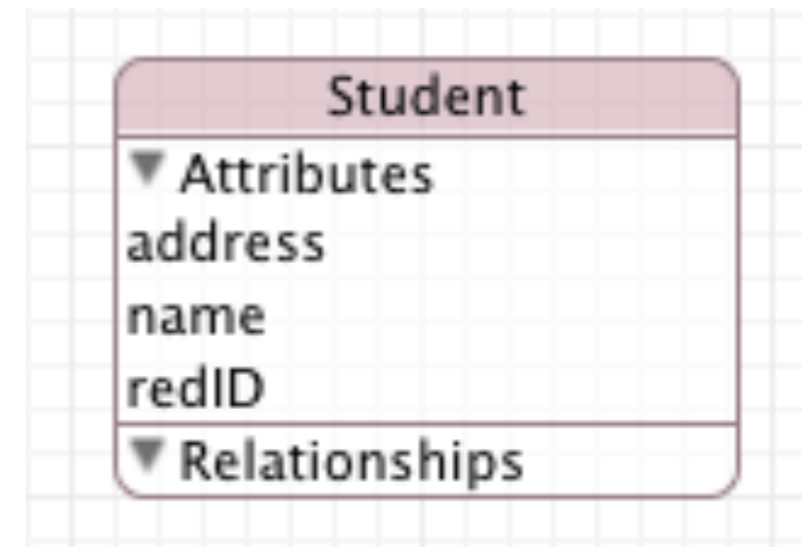 Student
Attributes
address
name
redID
Relationships